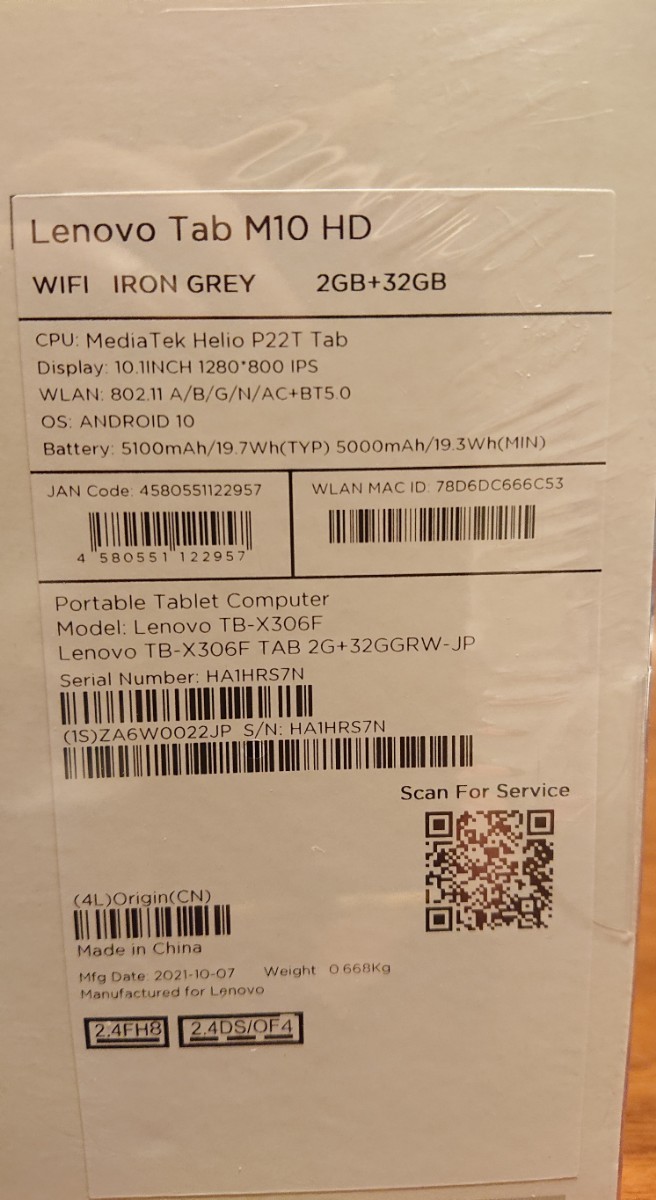 Lenovo Tab M10 HD
WIFI IRON GREY 2GB+32GB
CPU: MediaTek Helio P22T Tab
Display: 10.1INCH 1280*800 IPS
WLAN: 802.11 A/B/G/N/AC+BT5.0
OS: ANDROID 10
Battery: 5100mAh/19.7Wh(TYP) 5000mAh/19.3Wh(MIN)
JAN Code: 4580551122957
4 580551 122957
WLAN MAC ID: 78D6DC666C53
Portable Tablet Computer
Model: Lenovo TB-X306F
Lenovo TB-X306F TAB 2G+32GGRW-JP
Serial Number: HA1HRS7N
(1S)ZA6W0022JP S/N: HA1HRS7N
Scan For Service
(4L)Origin(CN)
Made in China
Mfg Date: 2021-10-07 Weight 0.668Kg
Manufactured for Lenovo
2.4FH8 2.4DS/OF4